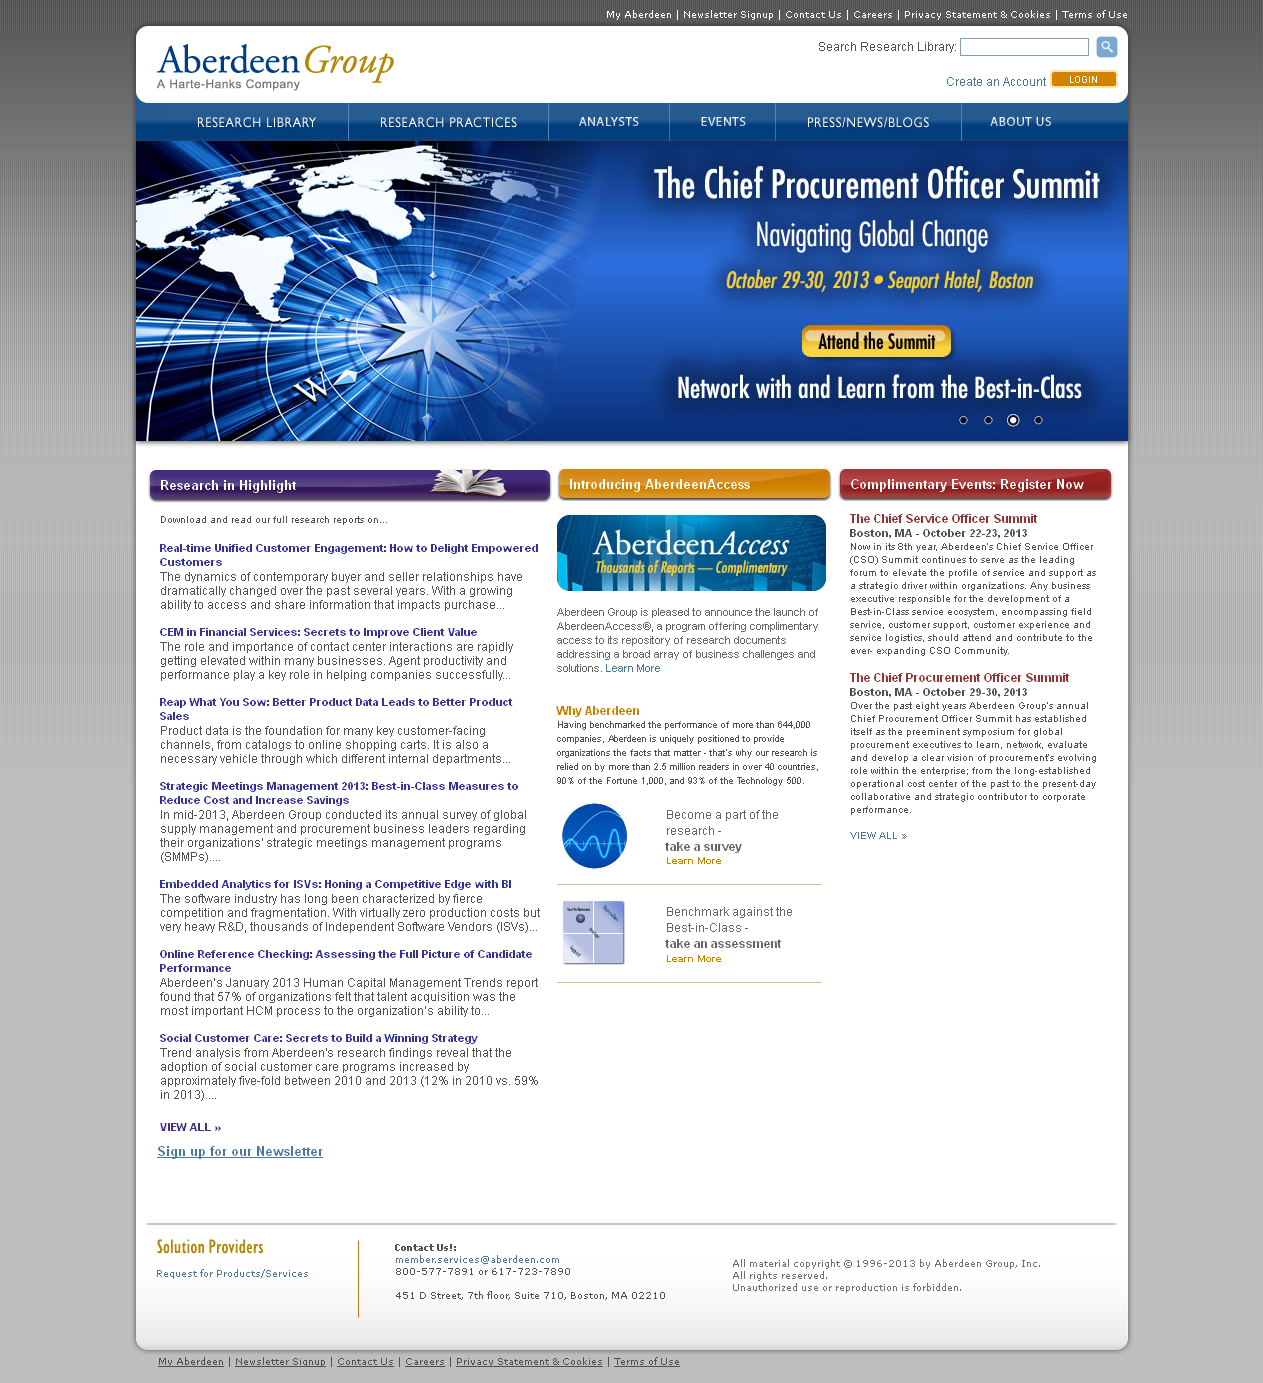 My Aberdeen | Newsletter Signup | Contact Us | Careers | Privacy Statement & Cookies | Terms of Use
Aberdeen Group
A Harte-Hanks Company
Search Research Library:
Create an Account LOGIN
RESEARCH LIBRARY RESEARCH PRACTICES ANALYSTS EVENTS PRESS/NEWS/BLOGS ABOUT US
The Chief Procurement Officer Summit
Navigating Global Change
October 29-30, 2013 • Seaport Hotel, Boston
Attend the Summit
N
W
Network with and Learn from the Best-in-Class
Research in Highlight
Download and read our full research reports on...
Real-time Unified Customer Engagement: How to Delight Empowered
Customers
The dynamics of contemporary buyer and seller relationships have
dramatically changed over the past several years. With a growing
ability to access and share information that impacts purchase...
CEM in Financial Services: Secrets to Improve Client Value
The role and importance of contact center interactions are rapidly
getting elevated within many businesses. Agent productivity and
performance play a key role in helping companies successfully...
Reap What You Sow: Better Product Data Leads to Better Product
Sales
Product data is the foundation for many key customer-facing
channels, from catalogs to online shopping carts. It is also a
necessary vehicle through which different internal departments...
Strategic Meetings Management 2013: Best-in-Class Measures to
Reduce Cost and Increase Savings
In mid-2013, Aberdeen Group conducted its annual survey of global
supply management and procurement business leaders regarding
their organizations' strategic meetings management programs
(SMMPs)....
Embedded Analytics for ISVs: Honing a Competitive Edge with BI
The software industry has long been characterized by fierce
competition and fragmentation. With virtually zero production costs but
very heavy R&D, thousands of Independent Software Vendors (ISVs)...
Online Reference Checking: Assessing the Full Picture of Candidate
Performance
Aberdeen's January 2013 Human Capital Management Trends report
found that 57% of organizations felt that talent acquisition was the
most important HCM process to the organization's ability to...
Social Customer Care: Secrets to Build a Winning Strategy
Trend analysis from Aberdeen's research findings reveal that the
adoption of social customer care programs increased by
approximately five-fold between 2010 and 2013 (12% in 2010 vs. 59%
in 2013)....
VIEW ALL »
Sign up for our Newsletter
Introducing AberdeenAccess
AberdeenAccess
Thousands of Reports — Complimentary
Aberdeen Group is pleased to announce the launch of
AberdeenAccess®, a program offering complimentary
access to its repository of research documents
addressing a broad array of business challenges and
solutions. Learn More
Why Aberdeen
Having benchmarked the performance of more than 644,000
companies, Aberdeen is uniquely positioned to provide
organizations the facts that matter - that's why our research is
relied on by more than 2.5 million readers in over 40 countries,
90% of the Fortune 1,000, and 93% of the Technology 500.
Become a part of the
research -
take a survey
Learn More
Benchmark against the
Best-in-Class -
take an assessment
Learn More
Complimentary Events: Register Now
The Chief Service Officer Summit
Boston, MA - October 22-23, 2013
Now in its 8th year, Aberdeen's Chief Service Officer
(CSO) Summit continues to serve as the leading
forum to elevate the profile of service and support as
a strategic driver within organizations. Any business
executive responsible for the development of a
Best-in-Class service ecosystem, encompassing field
service, customer support, customer experience and
service logistics, should attend and contribute to the
ever- expanding CSO Community.
The Chief Procurement Officer Summit
Boston, MA - October 29-30, 2013
Over the past eight years Aberdeen Group's annual
Chief Procurement Officer Summit has established
itself as the preeminent symposium for global
procurement executives to learn, network, evaluate
and develop a clear vision of procurement's evolving
role within the enterprise; from the long-established
operational cost center of the past to the present-day
collaborative and strategic contributor to corporate
performance.
VIEW ALL »
Solution Providers
Request for Products/Services
Contact Us!:
member.services@aberdeen.com
800-577-7891 or 617-723-7890
451 D Street, 7th floor, Suite 710, Boston, MA 02210
All material copyright © 1996-2013 by Aberdeen Group, Inc.
All rights reserved.
Unauthorized use or reproduction is forbidden.
My Aberdeen | Newsletter Signup | Contact Us | Careers | Privacy Statement & Cookies | Terms of Use